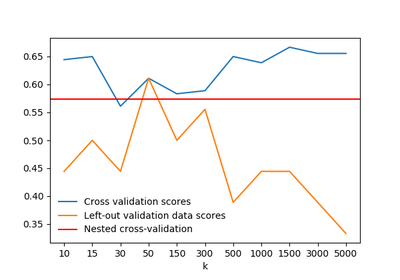 0.65
0.60
0.55
0.50
0.45
0.40
0.35
Cross validation scores
Left-out validation data scores
Nested cross-validation
10 15 30 50 150 300 500 1000 1500 3000 5000
k